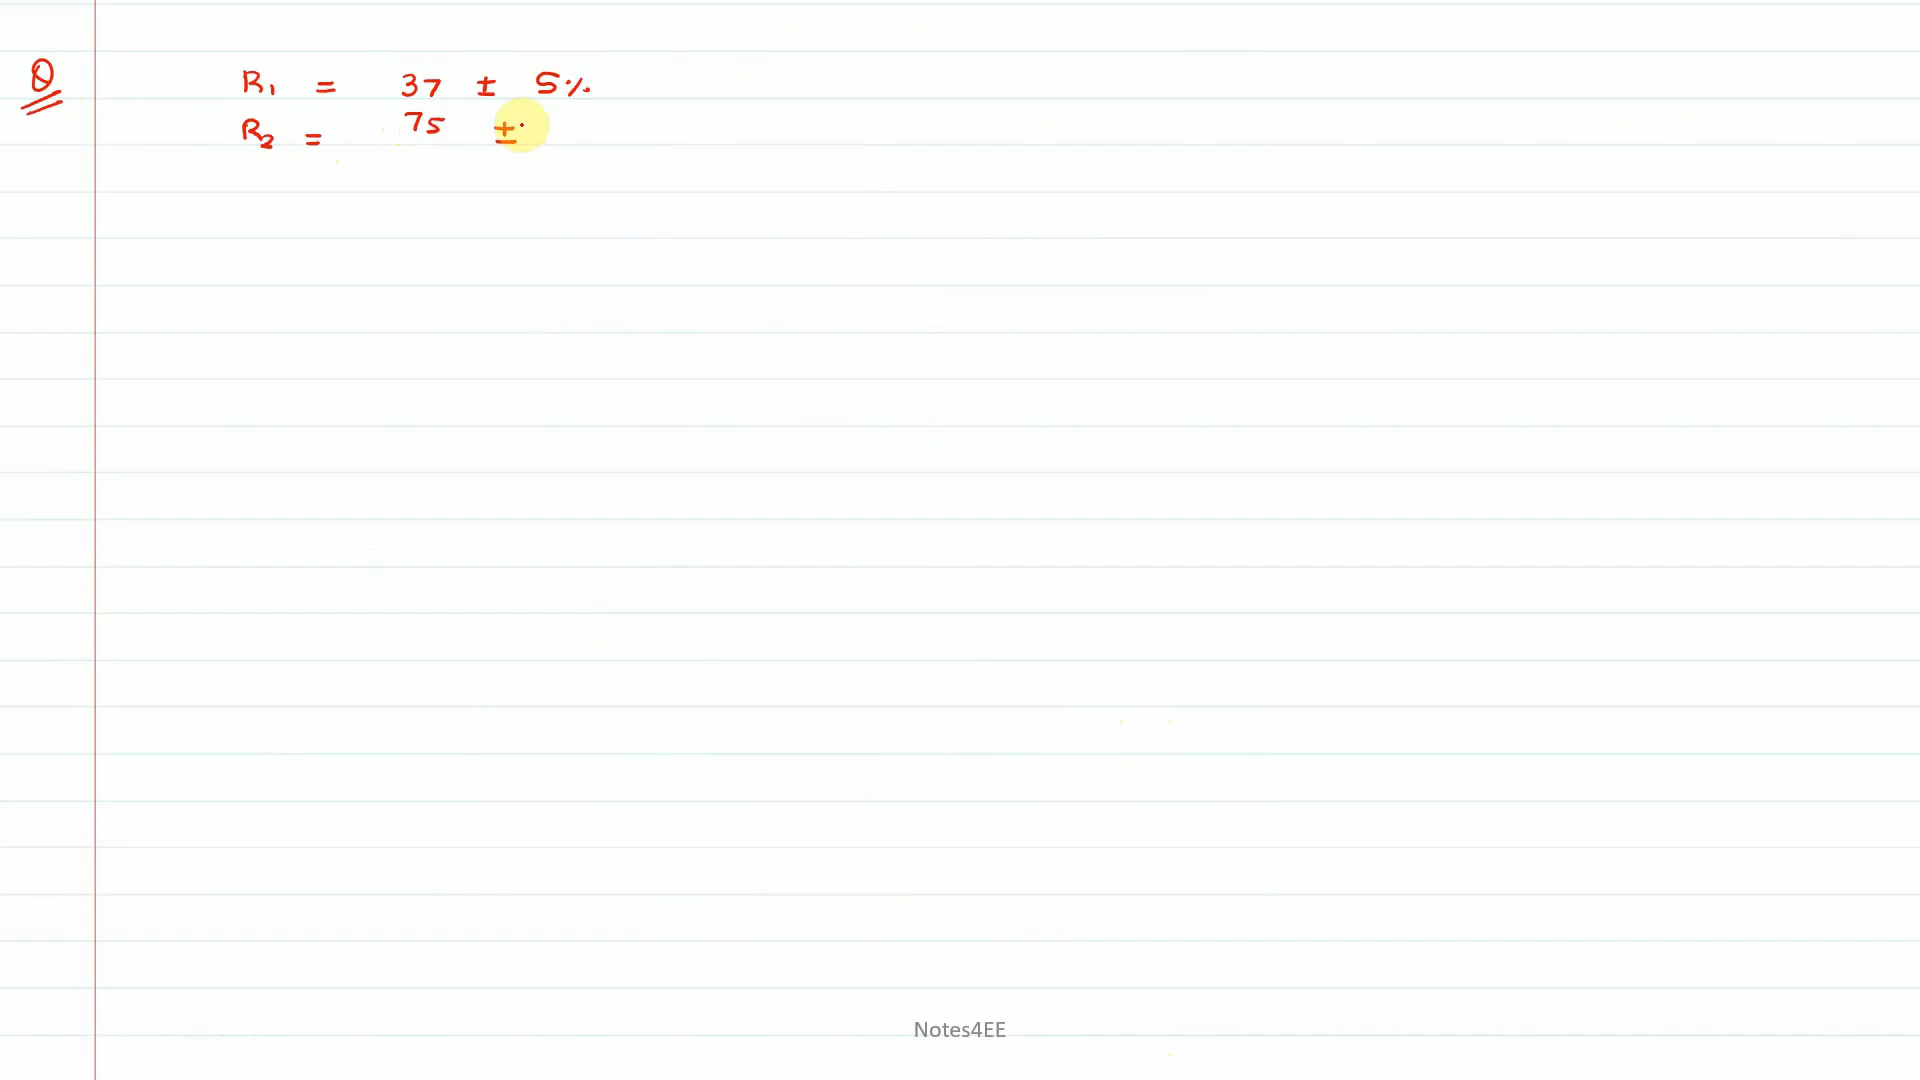 Q
R₁ = 37 ± 5%
R₂ = 75 ±
Notes4EE